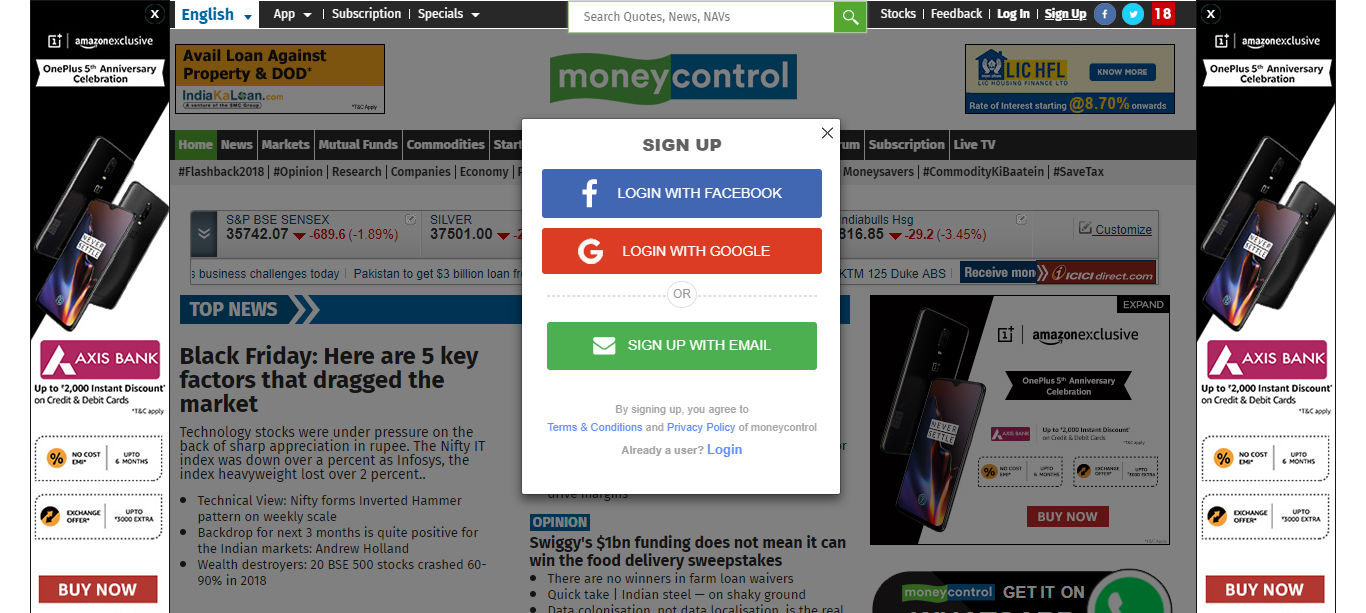 X
1+ | amazonexclusive
OnePlus 5th Anniversary
Celebration
NEVER
SETTLE
AXIS BANK
Up to ₹2,000 Instant Discount*
on Credit & Debit Cards
*T&C apply
% NO COST
EMI*
UPTO
6 MONTHS
EXCHANGE
OFFER*
UPTO
₹3000 EXTRA
BUY NOW
English
App | Subscription | Specials
Search Quotes, News, NAVs
Stocks | Feedback | Log In | Sign Up
18
Avail Loan Against
Property & DOD*
IndiaKaLoan.com
A venture of the SMC Group
*T&C Apply
moneycontrol
LIC HFL
LIC HOUSING FINANCE LTD
KNOW MORE
Rate of Interest starting @8.70% onwards
Home
News
Markets
Mutual Funds
Commodities
Start
rum
Subscription
Live TV
#Flashback2018 | #Opinion | Research | Companies | Economy |
Moneysavers | #CommodityKiBaatein | #SaveTax
S&P BSE SENSEX
35742.07 -689.6 (-1.89%)
SILVER
37501.00 -2
ndiabulls Hsg
816.85 -29.2 (-3.45%)
Customize
s business challenges today | Pakistan to get $3 billion loan fr
KTM 125 Duke ABS |
Receive mon
ICICI direct.com
TOP NEWS
Black Friday: Here are 5 key
factors that dragged the
market
Technology stocks were under pressure on the
back of sharp appreciation in rupee. The Nifty IT
index was down over a percent as Infosys, the
index heavyweight lost over 2 percent..
• Technical View: Nifty forms Inverted Hammer
pattern on weekly scale
• Backdrop for next 3 months is quite positive for
the Indian markets: Andrew Holland
• Wealth destroyers: 20 BSE 500 stocks crashed 60-
90% in 2018
SIGN UP
LOGIN WITH FACEBOOK
LOGIN WITH GOOGLE
OR
SIGN UP WITH EMAIL
By signing up, you agree to
Terms & Conditions and Privacy Policy of moneycontrol
Already a user? Login
or
drive margins
OPINION
Swiggy's $1bn funding does not mean it can
win the food delivery sweepstakes
• There are no winners in farm loan waivers
• Quick take | Indian steel — on shaky ground
• Data colonisation, not data localisation, is the real
EXPAND
1+ | amazonexclusive
OnePlus 5th Anniversary
Celebration
NEVER
SETTLE
AXIS BANK
Up to ₹2,000 Instant Discount*
on Credit & Debit Cards
*T&C apply
% NO COST
EMI*
UPTO
6 MONTHS
EXCHANGE
OFFER*
UPTO
₹3000 EXTRA
BUY NOW
*T&C apply
moneycontrol GET IT ON
X
1+ | amazonexclusive
OnePlus 5th Anniversary
Celebration
NEVER
SETTLE
AXIS BANK
Up to ₹2,000 Instant Discount*
on Credit & Debit Cards
*T&C apply
% NO COST
EMI*
UPTO
6 MONTHS
EXCHANGE
OFFER*
UPTO
₹3000 EXTRA
BUY NOW